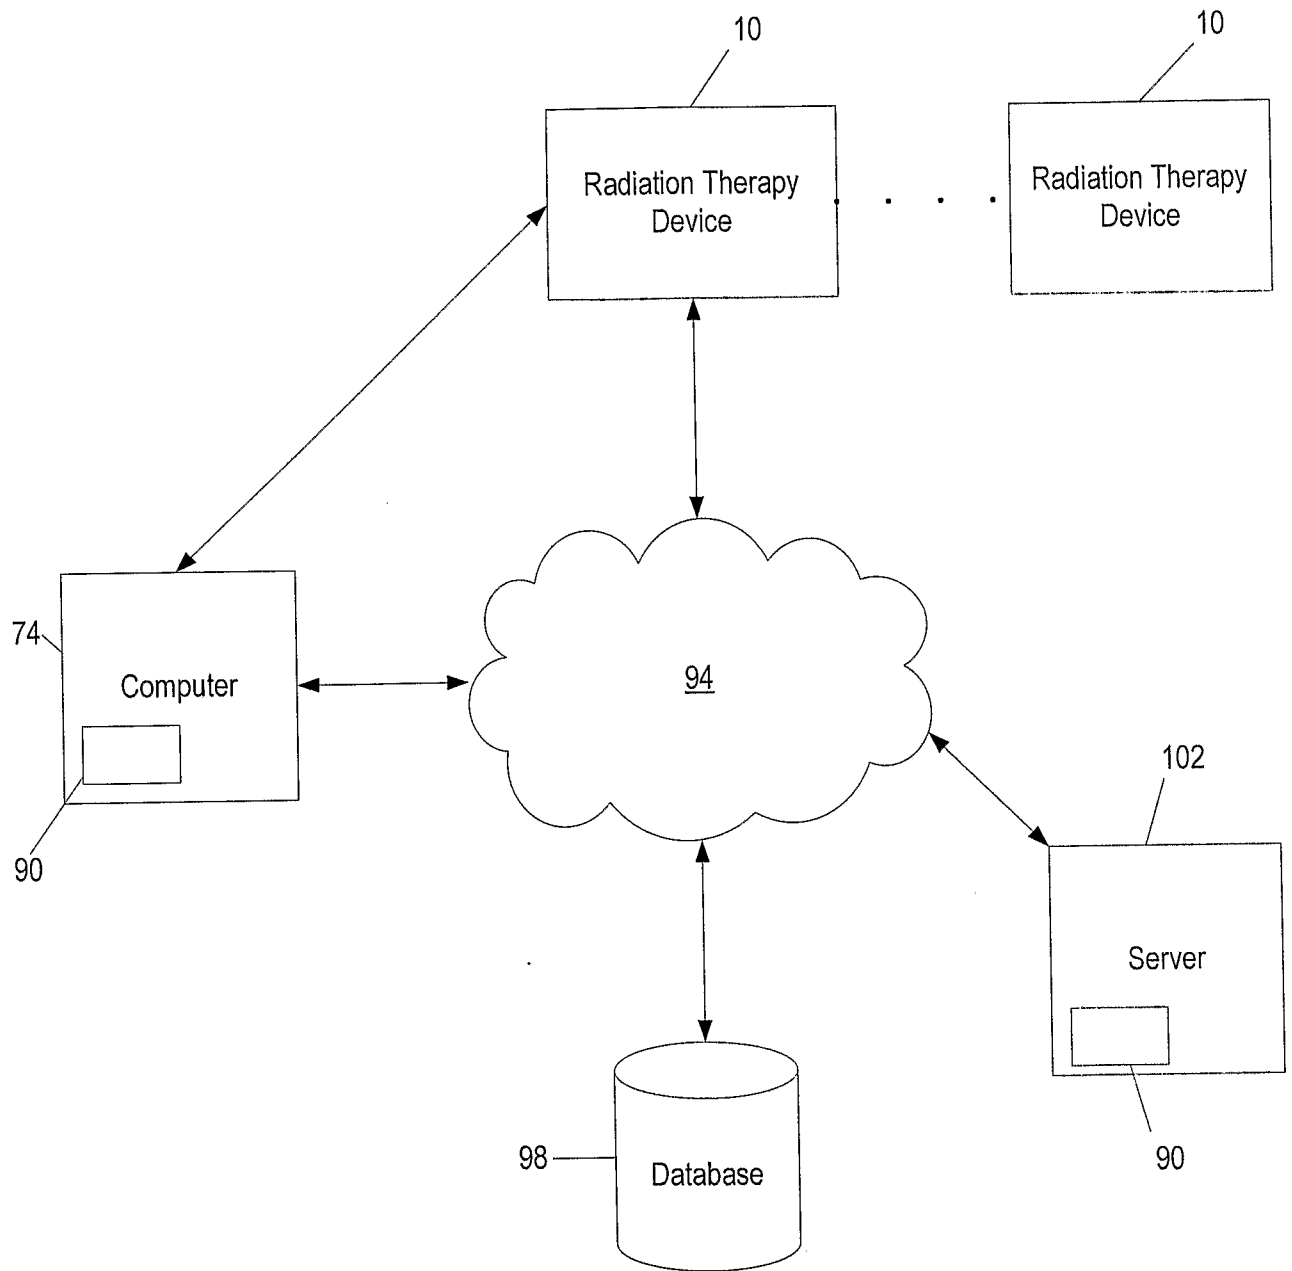 10
10
Radiation Therapy
Device
Radiation Therapy
Device
74
Computer
94
90
102
Server
98
Database
90